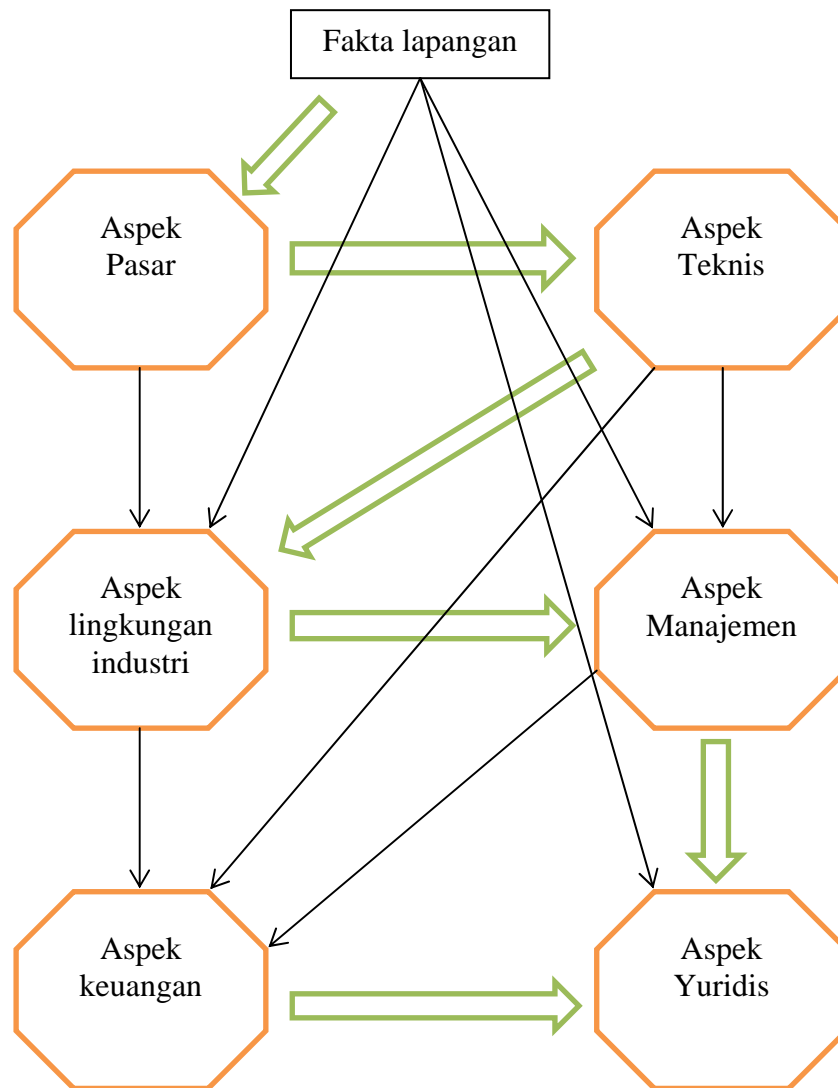 Fakta lapangan
Aspek
Pasar
Aspek
Teknis
Aspek
lingkungan
industri
Aspek
Manajemen
Aspek
keuangan
Aspek
Yuridis